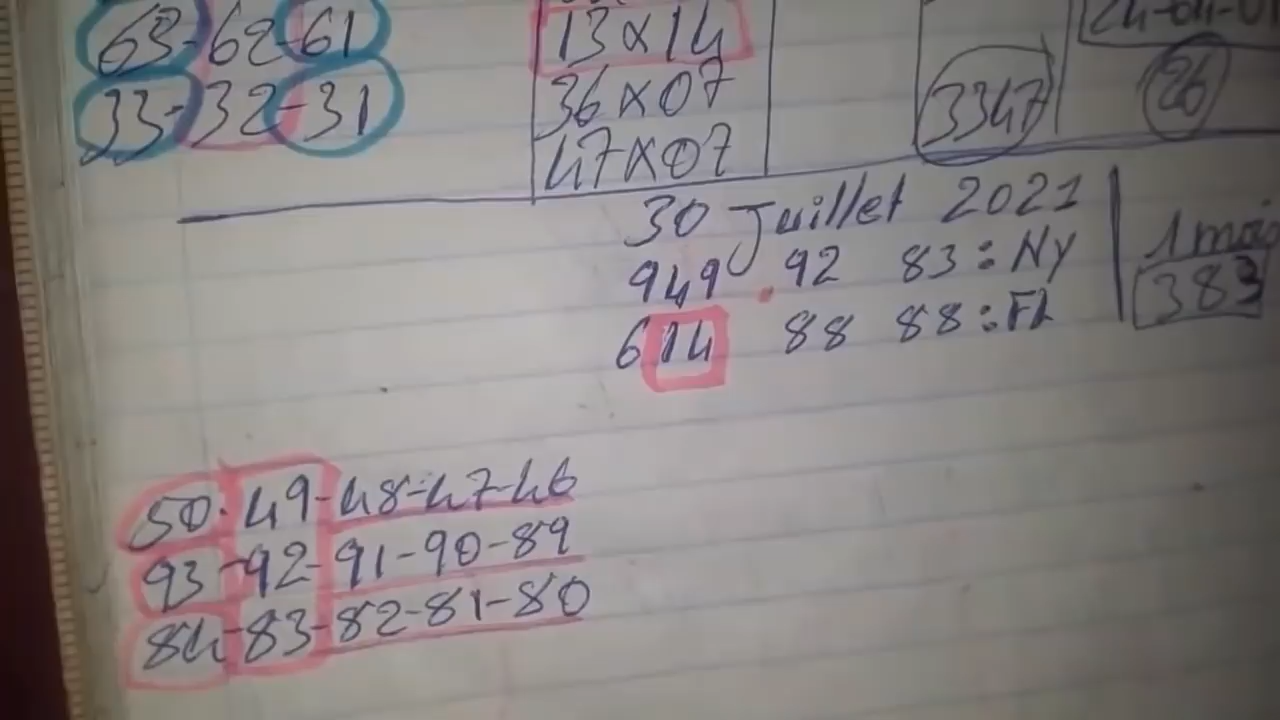 63-62-61
33-32-31
13x14
36x07
47x07
3347
26
30 Juillet 2021
949 . 92 83 : Ny
614 88 88 : FL
383
50-49-48-47-46
93-92-91-90-89
84-83-82-81-80